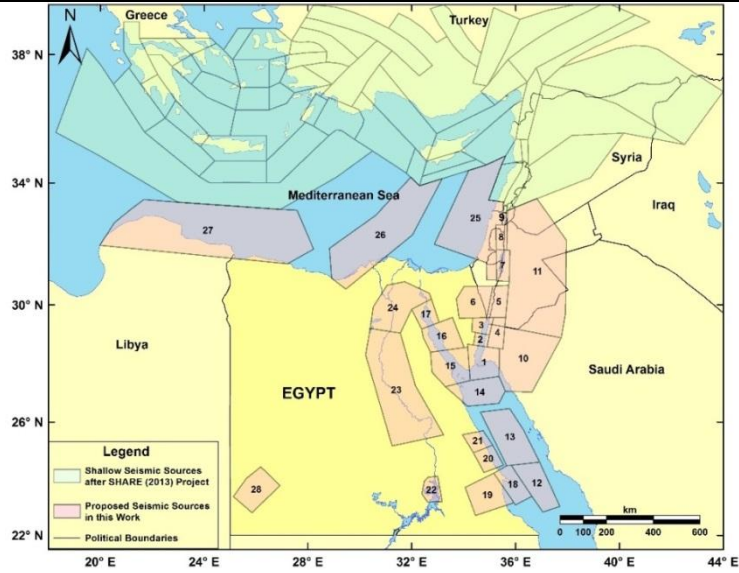 Greece
Turkey
N
38° N
Syria
34° N
Mediterranean Sea
Iraq
9
25
27
26
8
7
11
30° N
6
5
24
17
3
4
16
2
Libya
1
10
15
Saudi Arabia
23
14
EGYPT
26° N
13
21
20
Legend
Shallow Seismic Sources
after SHARE (2013) Project
Proposed Seismic Sources
in this Work
Political Boundaries
28
22
19
18
12
km
0 100 200 400 600
22° N
20° E
24° E
28° E
32° E
36° E
40° E
44° E